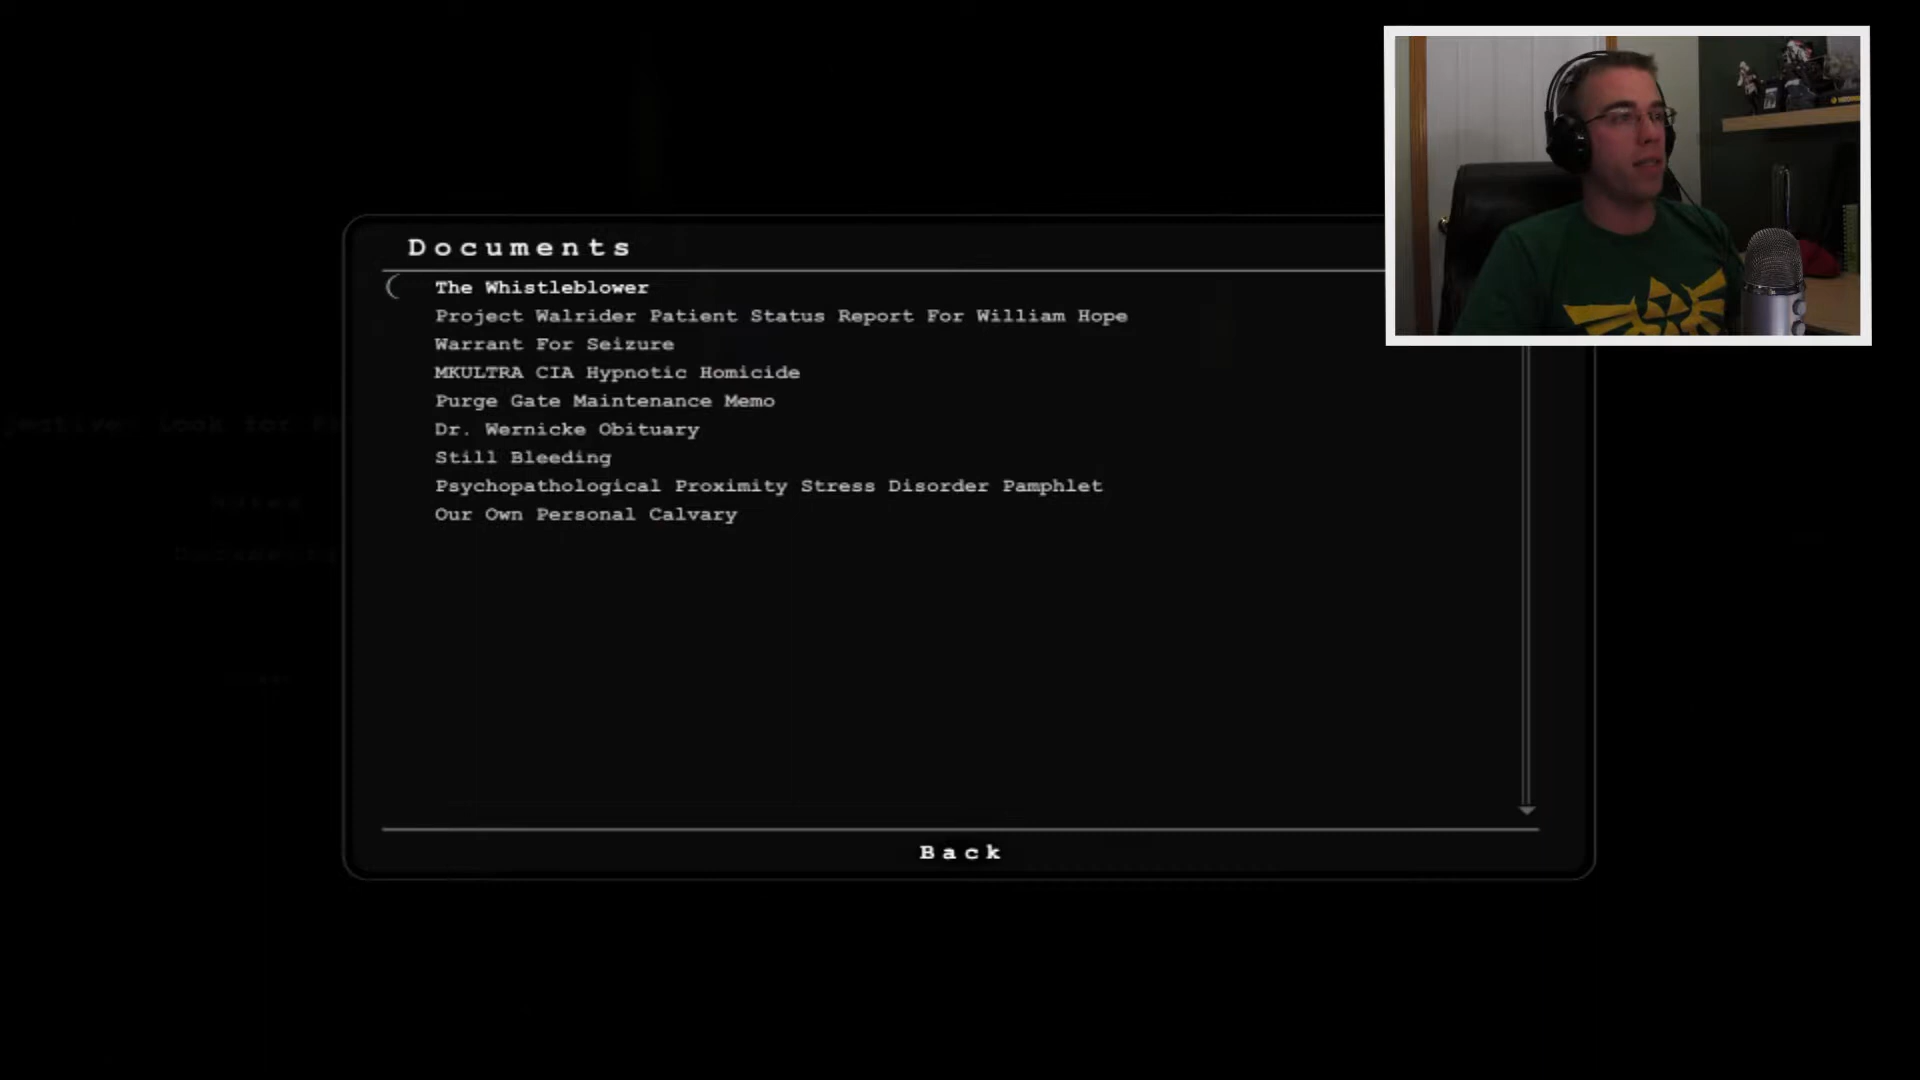 Documents
The Whistleblower
Project Walrider Patient Status Report For William Hope
Warrant For Seizure
MKULTRA CIA Hypnotic Homicide
Purge Gate Maintenance Memo
Dr. Wernicke Obituary
Still Bleeding
Psychopathological Proximity Stress Disorder Pamphlet
Our Own Personal Calvary
Back